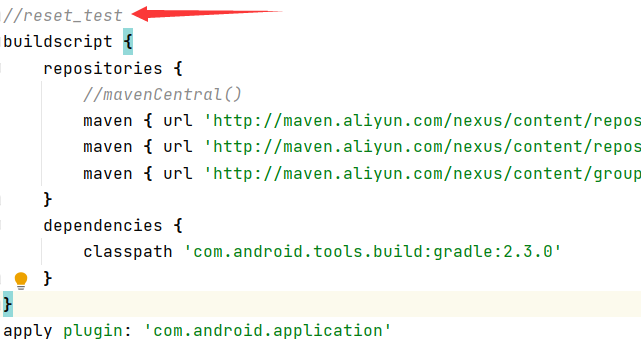 //reset_test
buildscript {
    repositories {
        //mavenCentral()
        maven { url 'http://maven.aliyun.com/nexus/content/repos
        maven { url 'http://maven.aliyun.com/nexus/content/repos
        maven { url 'http://maven.aliyun.com/nexus/content/group
    }
    dependencies {
        classpath 'com.android.tools.build:gradle:2.3.0'
    }
}
apply plugin: 'com.android.application'